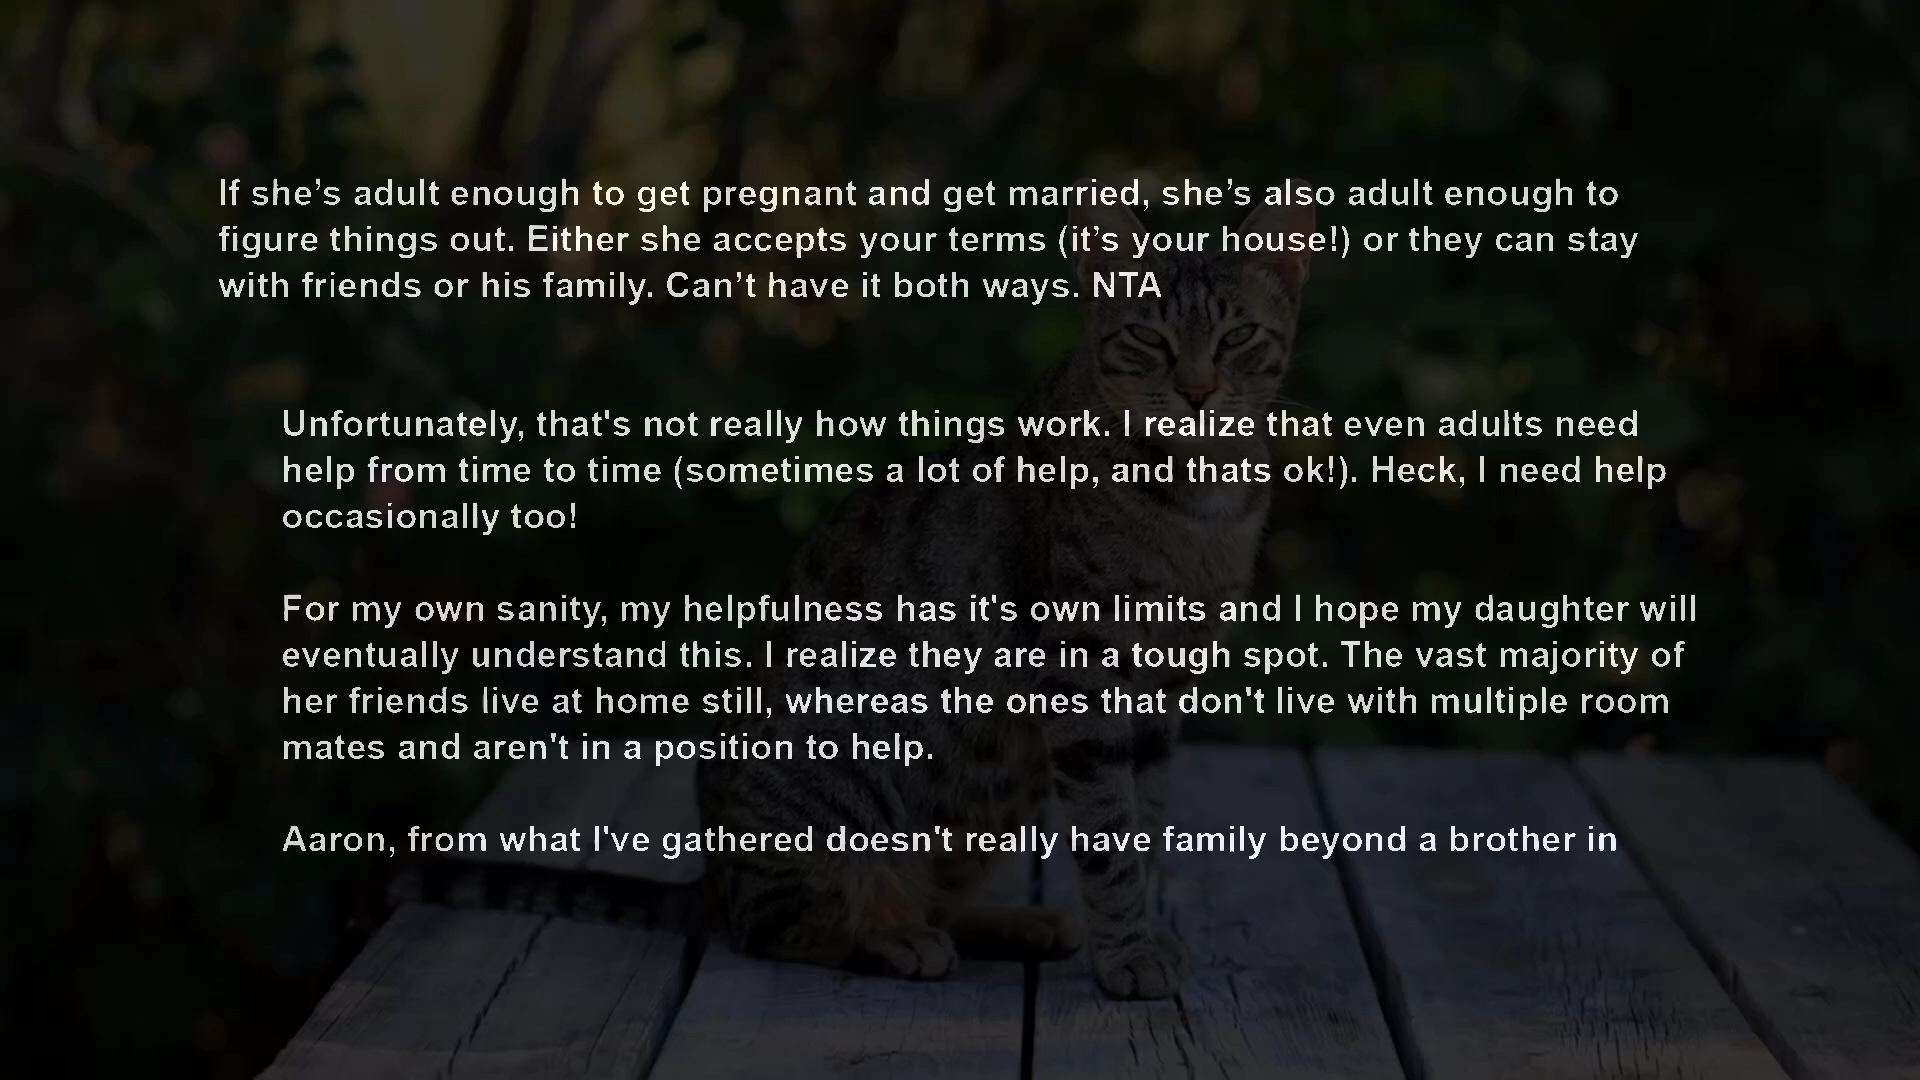 If she’s adult enough to get pregnant and get married, she’s also adult enough to
figure things out. Either she accepts your terms (it’s your house!) or they can stay
with friends or his family. Can’t have it both ways. NTA
Unfortunately, that's not really how things work. I realize that even adults need
help from time to time (sometimes a lot of help, and thats ok!). Heck, I need help
occasionally too!
For my own sanity, my helpfulness has it's own limits and I hope my daughter will
eventually understand this. I realize they are in a tough spot. The vast majority of
her friends live at home still, whereas the ones that don't live with multiple room
mates and aren't in a position to help.
Aaron, from what I've gathered doesn't really have family beyond a brother in